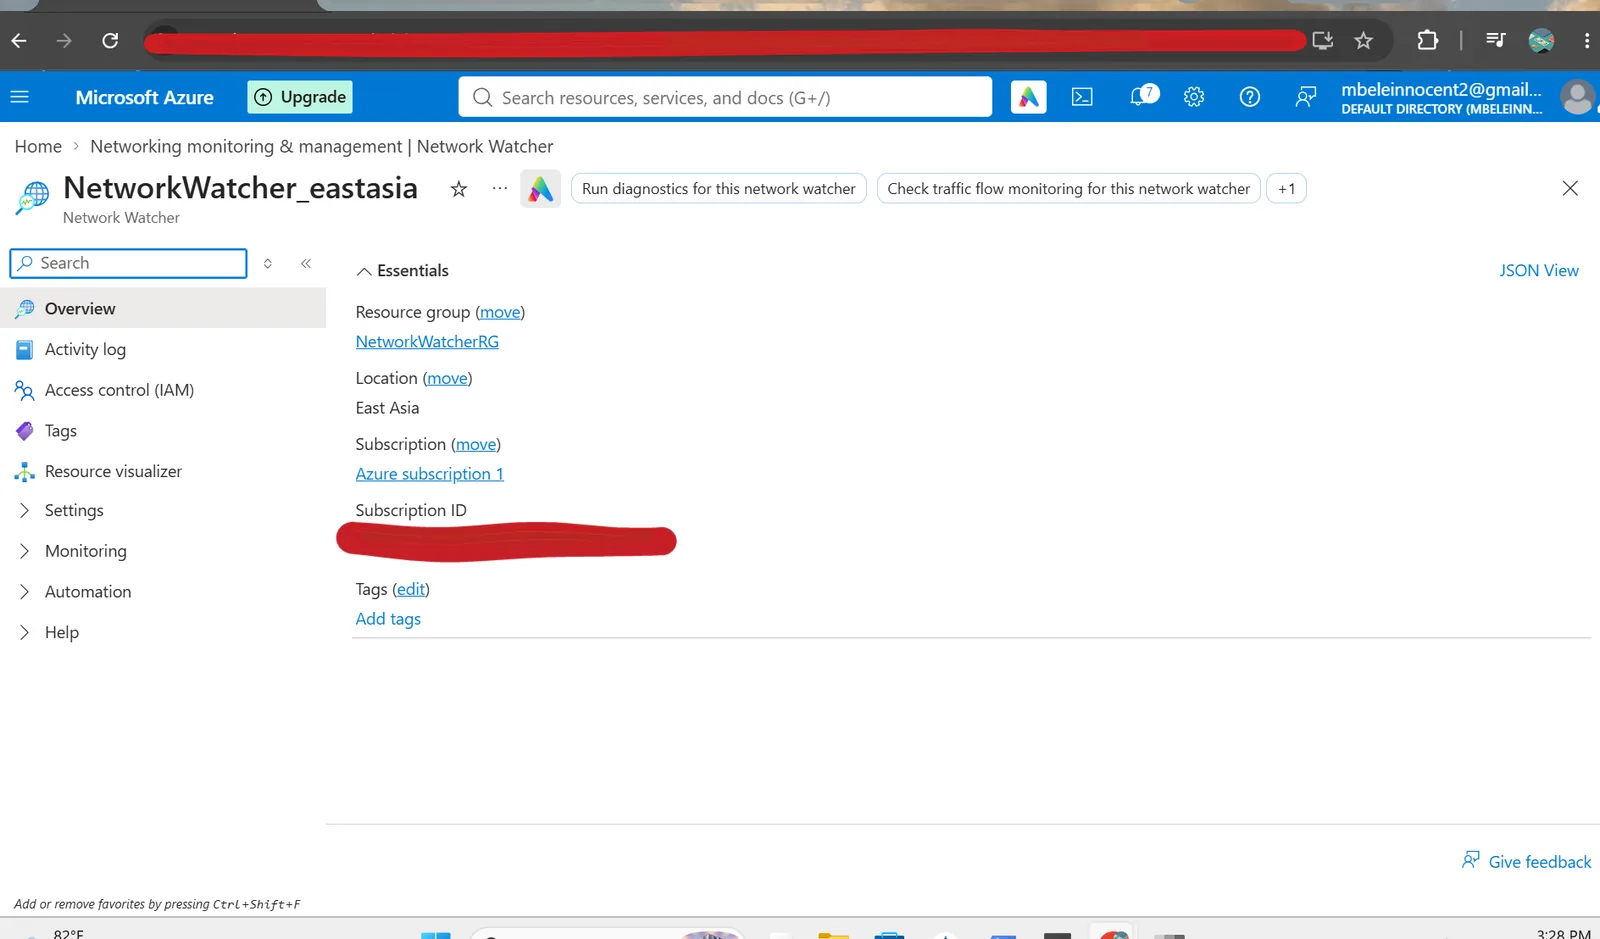 Microsoft Azure
Upgrade
Search resources, services, and docs (G+/)
7
mbeleinnocent2@gmail...
DEFAULT DIRECTORY (MBELEINN...
Home > Networking monitoring & management | Network Watcher
NetworkWatcher_eastasia
Network Watcher
Run diagnostics for this network watcher
Check traffic flow monitoring for this network watcher
+1
Search
Overview
Activity log
Access control (IAM)
Tags
Resource visualizer
Settings
Monitoring
Automation
Help
Essentials
JSON View
Resource group (move)
NetworkWatcherRG
Location (move)
East Asia
Subscription (move)
Azure subscription 1
Subscription ID
Tags (edit)
Add tags
Give feedback
Add or remove favorites by pressing Ctrl+Shift+F
82°F
3:28 PM